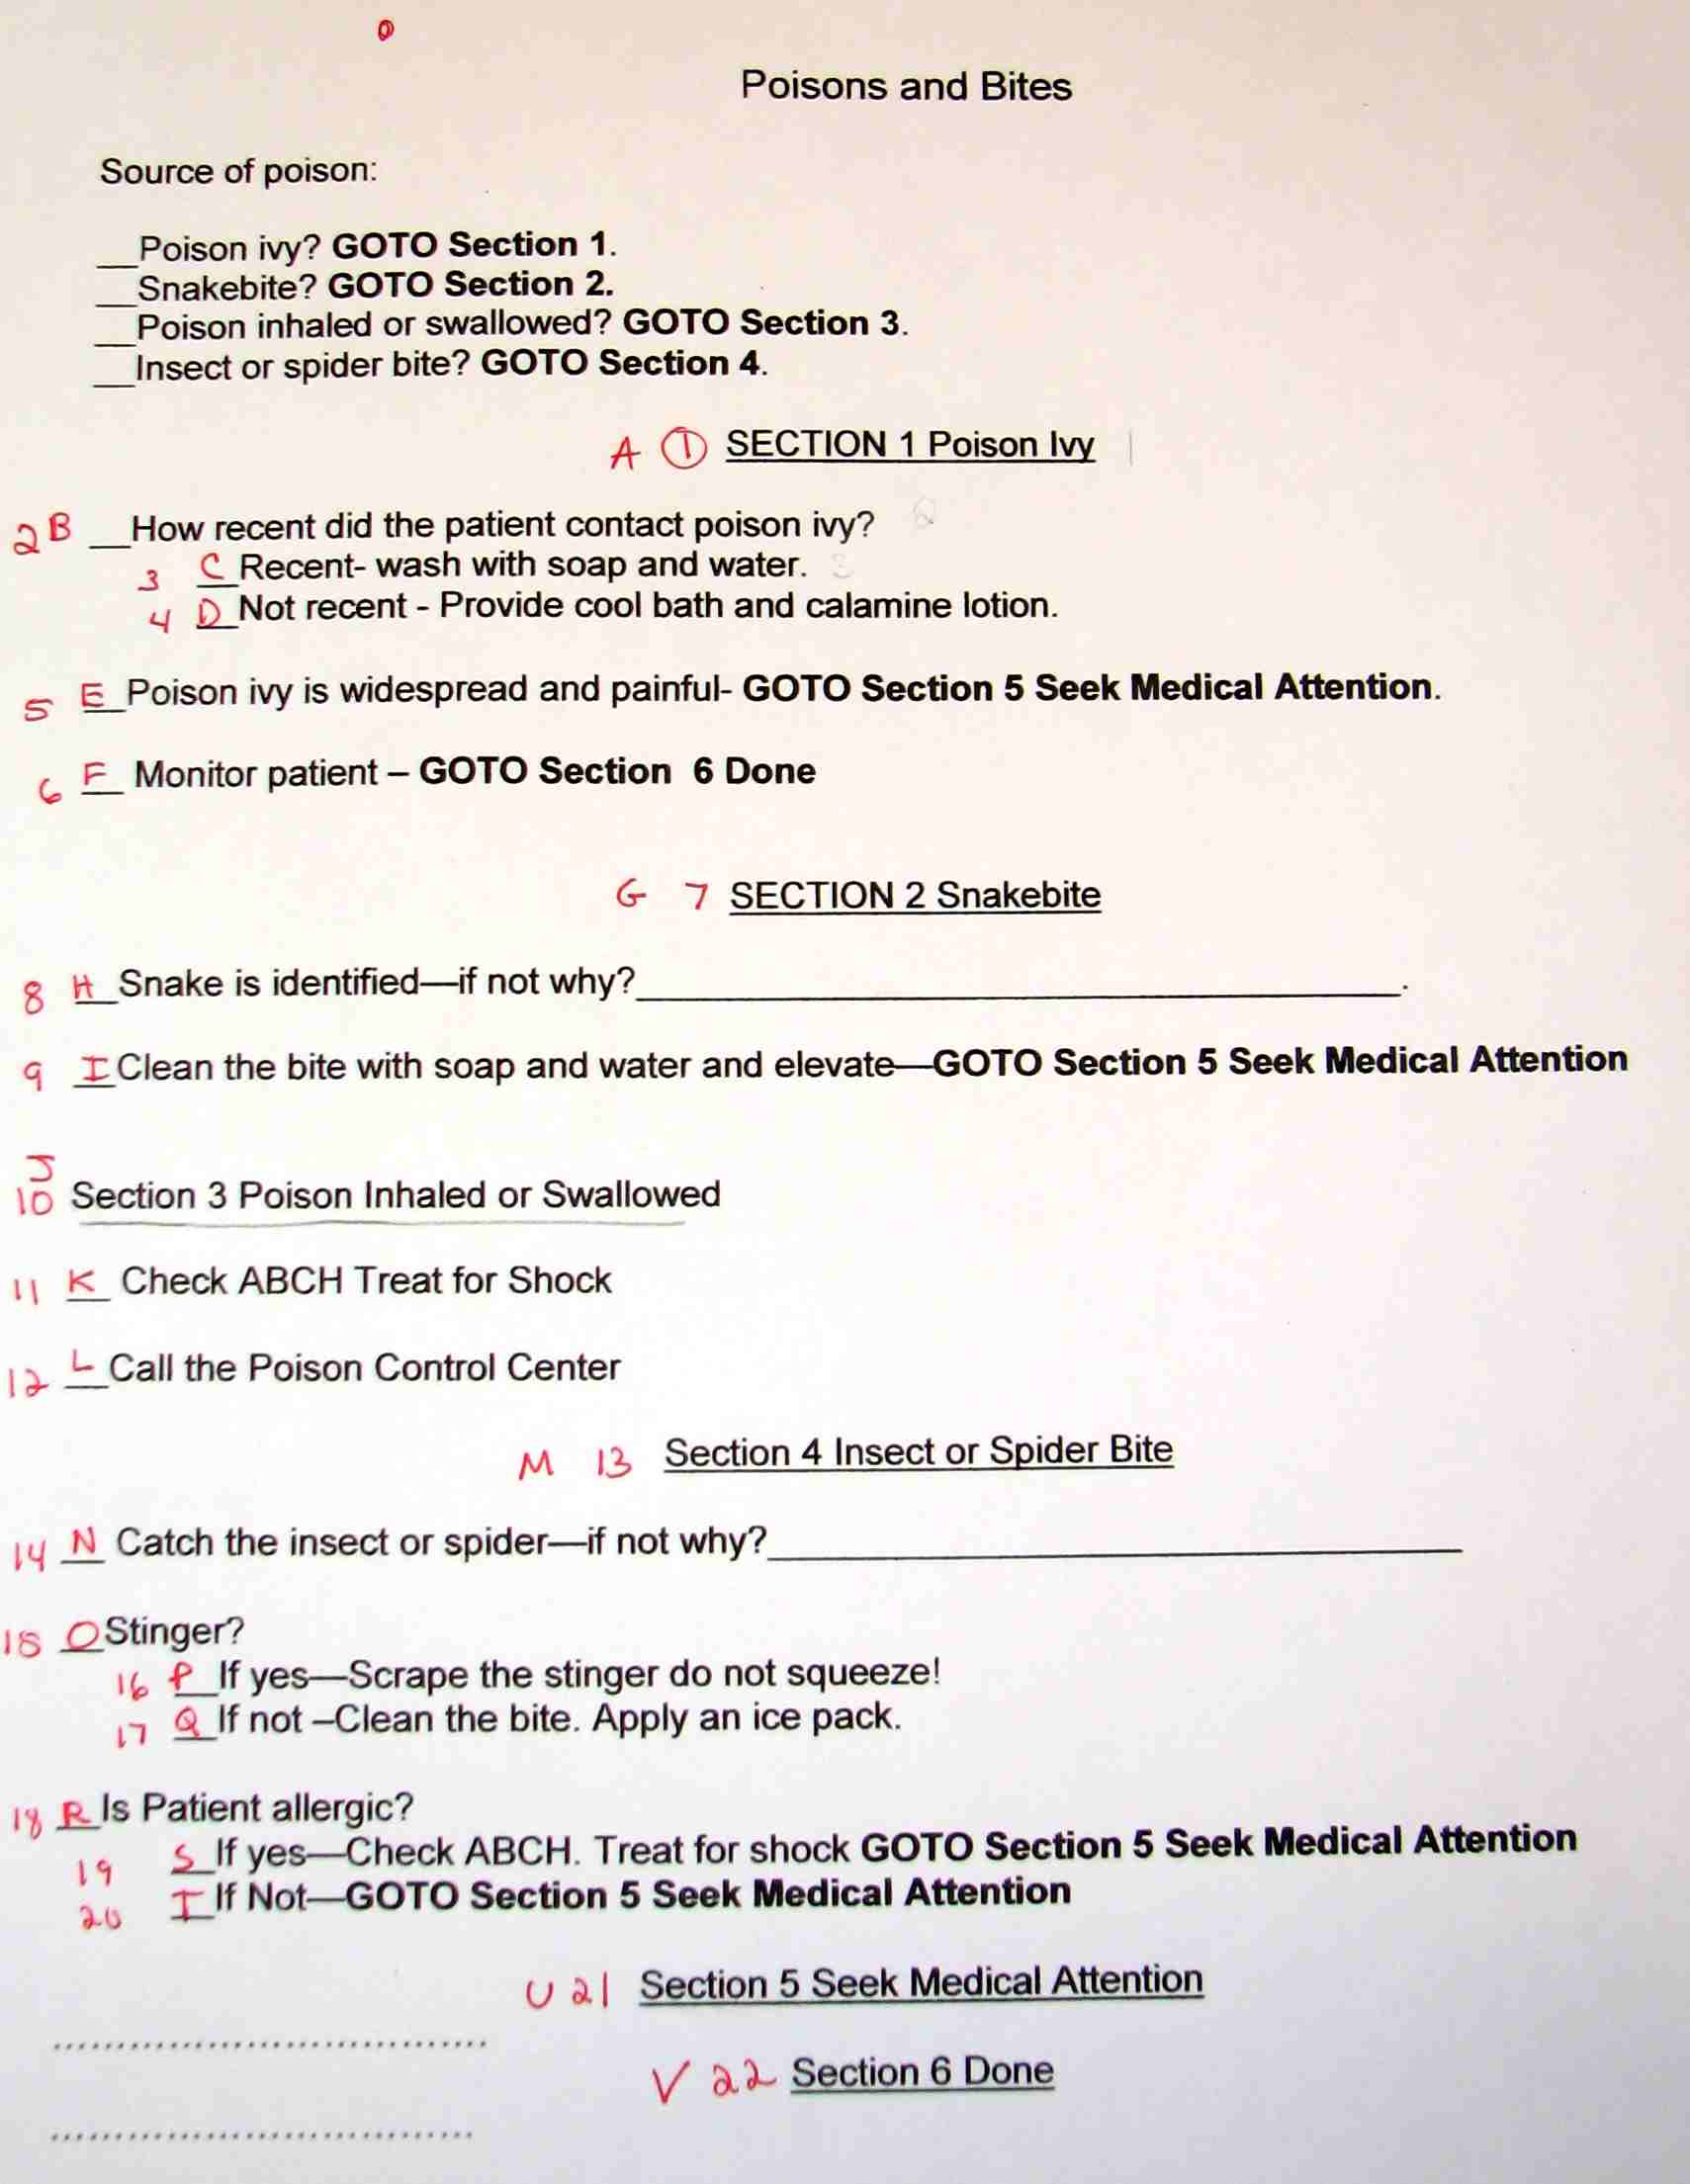 0
Poisons and Bites
Source of poison:
__Poison ivy? GOTO Section 1.
__Snakebite? GOTO Section 2.
__Poison inhaled or swallowed? GOTO Section 3.
__Insect or spider bite? GOTO Section 4.
A 1 SECTION 1 Poison Ivy
2 B __How recent did the patient contact poison ivy?
3 C Recent- wash with soap and water.
4 D Not recent - Provide cool bath and calamine lotion.
5 E Poison ivy is widespread and painful- GOTO Section 5 Seek Medical Attention.
6 F Monitor patient – GOTO Section 6 Done
G 7 SECTION 2 Snakebite
8 H Snake is identified—if not why?____________________.
9 I Clean the bite with soap and water and elevate—GOTO Section 5 Seek Medical Attention
J
10 Section 3 Poison Inhaled or Swallowed
11 K Check ABCH Treat for Shock
12 L Call the Poison Control Center
M 13 Section 4 Insect or Spider Bite
14 N Catch the insect or spider—if not why?____________________
15 O Stinger?
16 P If yes—Scrape the stinger do not squeeze!
17 Q If not –Clean the bite. Apply an ice pack.
18 R Is Patient allergic?
19 S If yes—Check ABCH. Treat for shock GOTO Section 5 Seek Medical Attention
20 T If Not—GOTO Section 5 Seek Medical Attention
U 21 Section 5 Seek Medical Attention
V 22 Section 6 Done